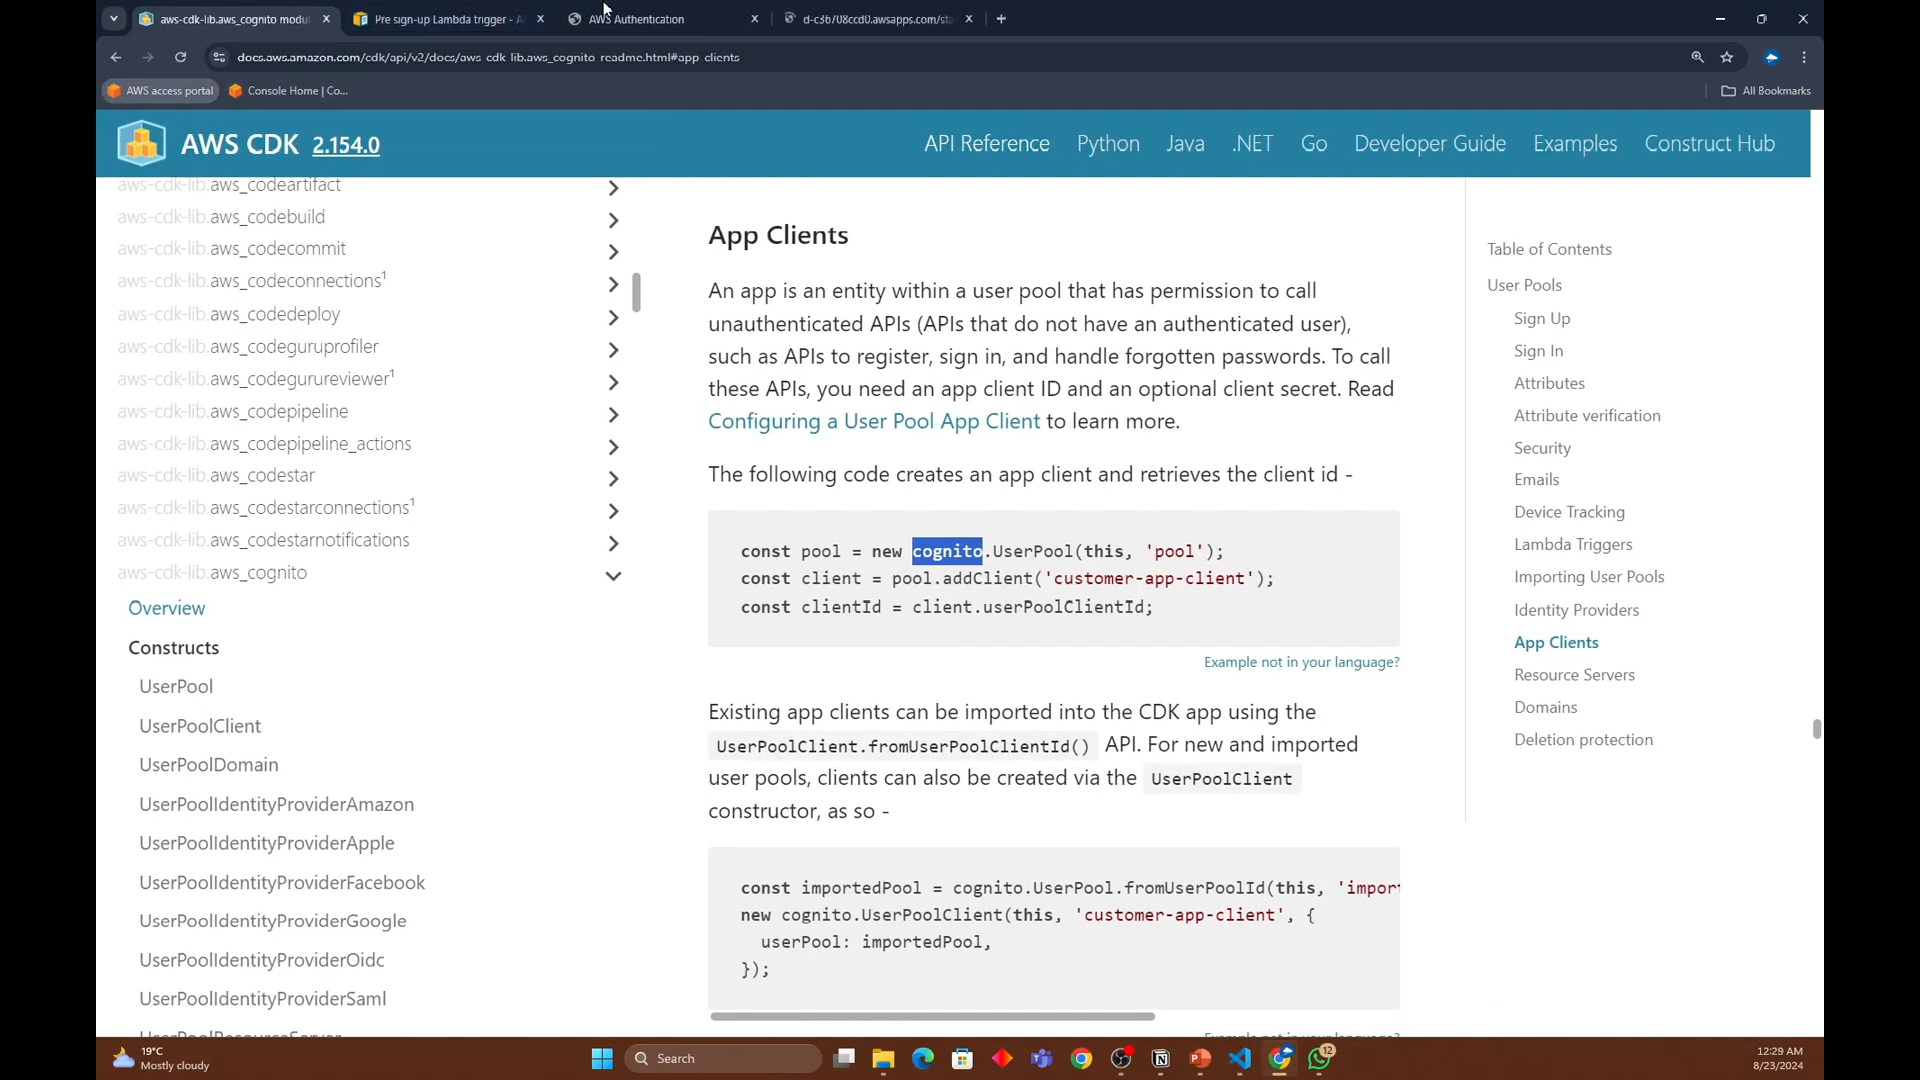 aws-cdk-lib.aws_cognito modul
Pre sign-up Lambda trigger - A
AWS Authentication
d-c36708ccd0.awsapps.com/sta
docs.aws.amazon.com/cdk/api/v2/docs/aws-cdk-lib.aws_cognito-readme.html#app-clients
AWS access portal
Console Home | Co...
All Bookmarks
AWS CDK 2.154.0
API Reference
Python
Java
.NET
Go
Developer Guide
Examples
Construct Hub
aws-cdk-lib.aws_codeartifact
aws-cdk-lib.aws_codebuild
aws-cdk-lib.aws_codecommit
aws-cdk-lib.aws_codeconnections1
aws-cdk-lib.aws_codedeploy
aws-cdk-lib.aws_codeguruprofiler
aws-cdk-lib.aws_codegurureviewer1
aws-cdk-lib.aws_codepipeline
aws-cdk-lib.aws_codepipeline_actions
aws-cdk-lib.aws_codestar
aws-cdk-lib.aws_codestarconnections1
aws-cdk-lib.aws_codestarnotifications
aws-cdk-lib.aws_cognito
Overview
Constructs
UserPool
UserPoolClient
UserPoolDomain
UserPoolIdentityProviderAmazon
UserPoolIdentityProviderApple
UserPoolIdentityProviderFacebook
UserPoolIdentityProviderGoogle
UserPoolIdentityProviderOidc
UserPoolIdentityProviderSaml
UserPoolResourceServer
App Clients
An app is an entity within a user pool that has permission to call
unauthenticated APIs (APIs that do not have an authenticated user),
such as APIs to register, sign in, and handle forgotten passwords. To call
these APIs, you need an app client ID and an optional client secret. Read
Configuring a User Pool App Client to learn more.
The following code creates an app client and retrieves the client id -
const pool = new cognito.UserPool(this, 'pool');
const client = pool.addClient('customer-app-client');
const clientId = client.userPoolClientId;
Example not in your language?
Existing app clients can be imported into the CDK app using the
UserPoolClient.fromUserPoolClientId() API. For new and imported
user pools, clients can also be created via the UserPoolClient
constructor, as so -
const importedPool = cognito.UserPool.fromUserPoolId(this, 'import
new cognito.UserPoolClient(this, 'customer-app-client', {
userPool: importedPool,
});
Example not in your language?
Table of Contents
User Pools
Sign Up
Sign In
Attributes
Attribute verification
Security
Emails
Device Tracking
Lambda Triggers
Importing User Pools
Identity Providers
App Clients
Resource Servers
Domains
Deletion protection
19°C
Mostly cloudy
Search
12
12:29 AM
8/23/2024